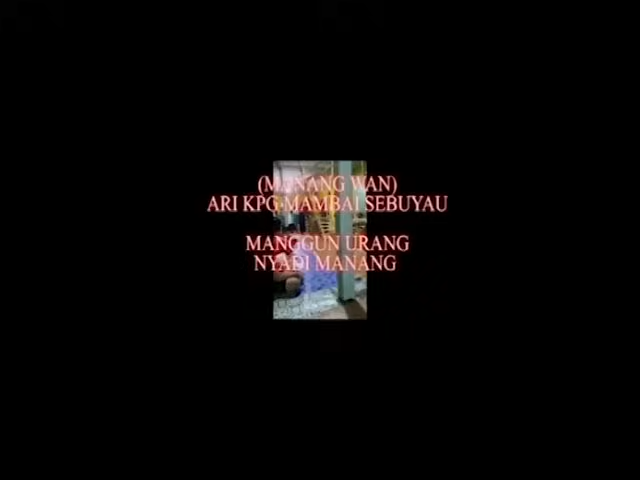 (MANANG WAN)
ARI KPG MAMBAI SEBUYAU
MANGGUN URANG
NYADI MANANG